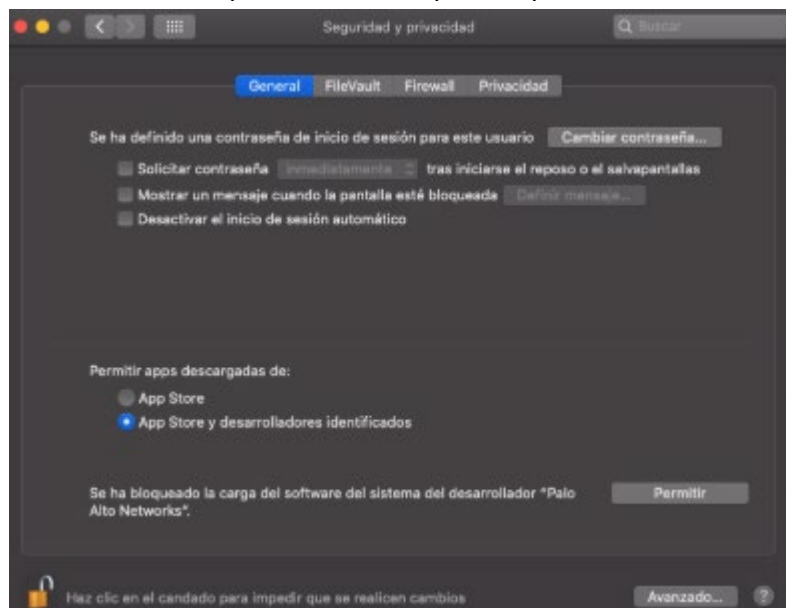 Seguridad y privacidad
Buscar
General FileVault Firewall Privacidad
Se ha definido una contraseña de inicio de sesión para este usuario Cambiar contraseña...
Solicitar contraseña inmediatamente tras iniciarse el reposo o el salvapantallas
Mostrar un mensaje cuando la pantalla esté bloqueada Definir mensaje...
Desactivar el inicio de sesión automático
Permitir apps descargadas de:
App Store
App Store y desarrolladores identificados
Se ha bloqueado la carga del software del sistema del desarrollador "Palo
Alto Networks".
Permitir
Haz clic en el candado para impedir que se realicen cambios
Avanzado... ?